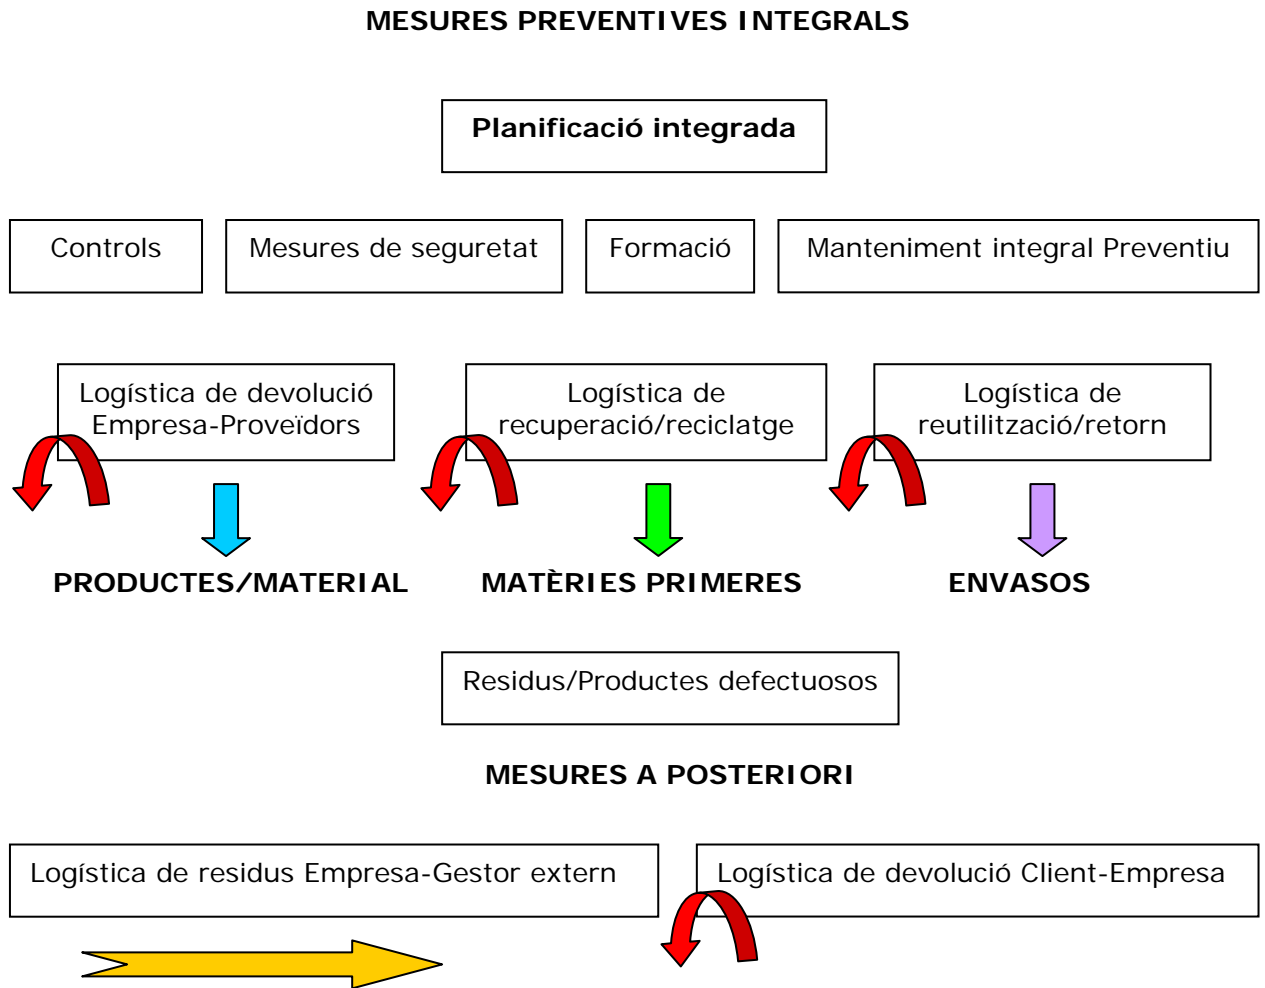 MESURES PREVENTIVES INTEGRALS
Planificació integrada
Controls
Mesures de seguretat
Formació
Manteniment integral Preventiu
Logística de devolució
Empresa-Proveïdors
Logística de
recuperació/reciclatge
Logística de
reutilització/retorn
PRODUCTES/MATERIAL
MATÈRIES PRIMERES
ENVASOS
Residus/Productes defectuosos
MESURES A POSTERIORI
Logística de residus Empresa-Gestor extern
Logística de devolució Client-Empresa